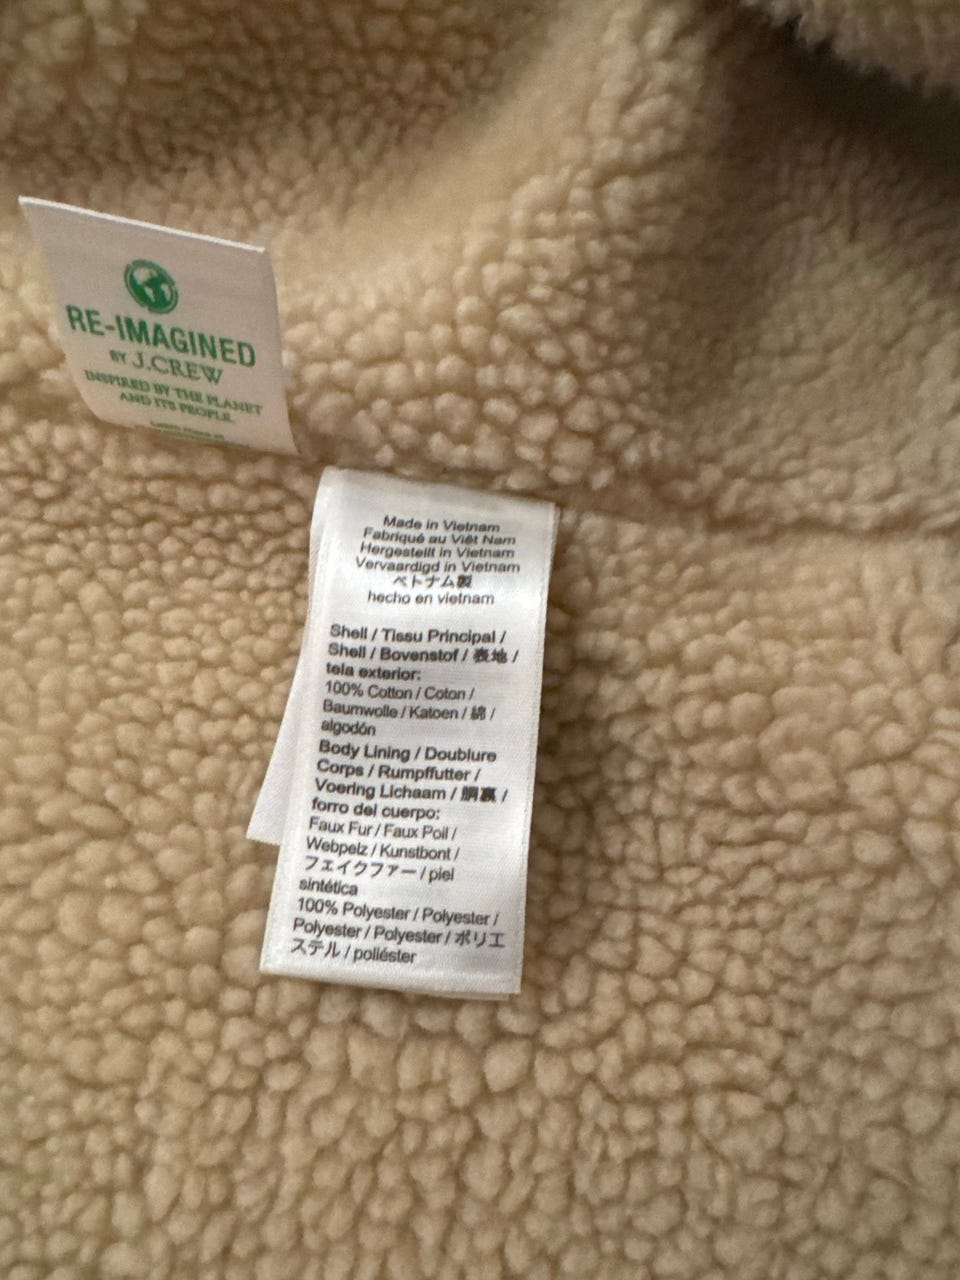 RE-IMAGINED
BY J.CREW
INSPIRED BY THE PLANET
AND ITS PEOPLE.
Learn more at
Made in Vietnam
Fabriqué au Viêt Nam
Hergestellt in Vietnam
Vervaardigd in Vietnam
ベトナム製
hecho en vietnam
Shell / Tissu Principal /
Shell / Bovenstof / 表地 /
tela exterior:
100% Cotton / Coton /
Baumwolle / Katoen / 綿 /
algodón
Body Lining / Doublure
Corps / Rumpffutter /
Voering Lichaam / 胴裏 /
forro del cuerpo:
Faux Fur / Faux Poil /
Webpelz / Kunstbont /
フェイクファー / piel
sintética
100% Polyester / Polyester /
Polyester / Polyester / ポリエ
ステル / poliéster